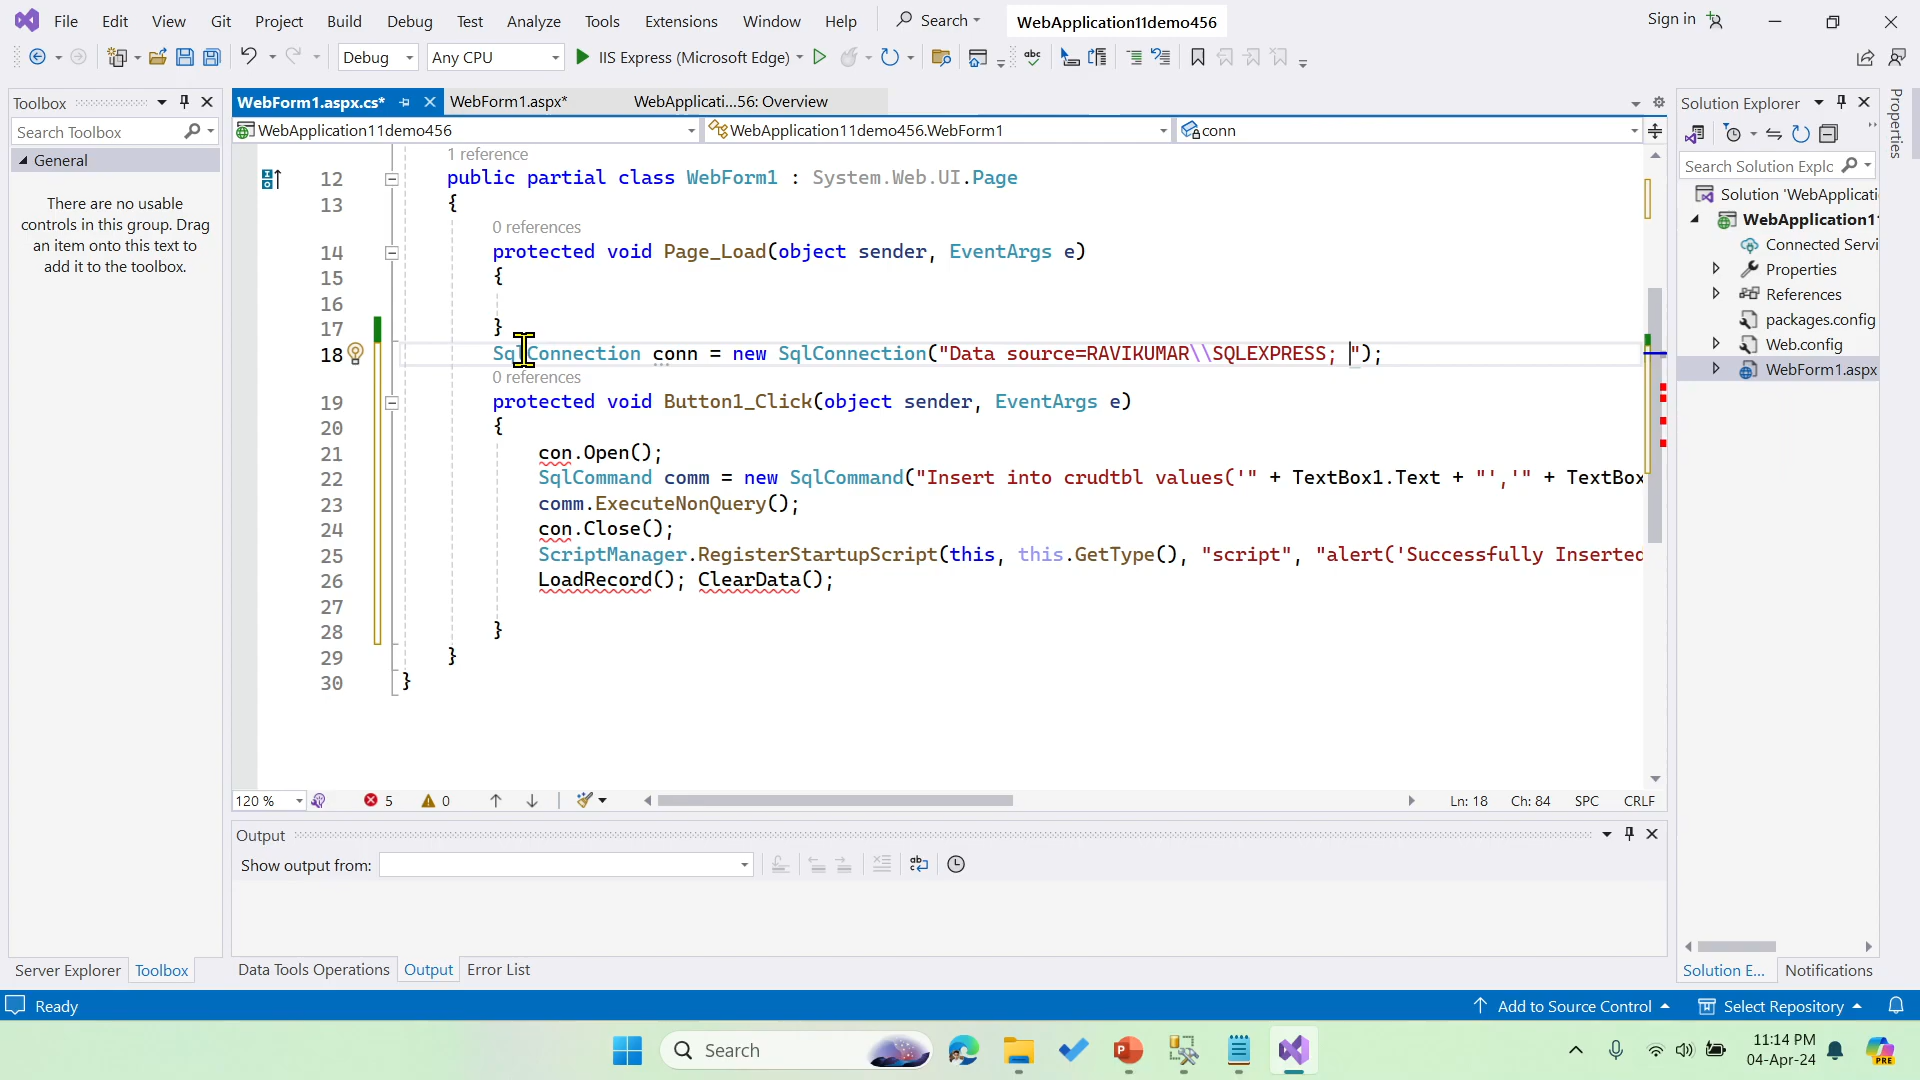 File Edit View Git Project Build Debug Test Analyze Tools Extensions Window Help Search WebApplication11demo456 Sign in
Debug Any CPU IIS Express (Microsoft Edge)
Toolbox
Search Toolbox
General
There are no usable
controls in this group. Drag
an item onto this text to
add it to the toolbox.
Server Explorer Toolbox
WebForm1.aspx.cs* WebForm1.aspx* WebApplicati...56: Overview
WebApplication11demo456 WebApplication11demo456.WebForm1 conn
1 reference
12 public partial class WebForm1 : System.Web.UI.Page
13 {
0 references
14 protected void Page_Load(object sender, EventArgs e)
15 {
16
17 }
18 SqlConnection conn = new SqlConnection("Data source=RAVIKUMAR\\SQLEXPRESS; ");
0 references
19 protected void Button1_Click(object sender, EventArgs e)
20 {
21 con.Open();
22 SqlCommand comm = new SqlCommand("Insert into crudtbl values('" + TextBox1.Text + "','" + TextBox
23 comm.ExecuteNonQuery();
24 con.Close();
25 ScriptManager.RegisterStartupScript(this, this.GetType(), "script", "alert('Successfully Inserted
26 LoadRecord(); ClearData();
27
28 }
29 }
30 }
120 % 5 0 Ln: 18 Ch: 84 SPC CRLF
Output
Show output from:
Data Tools Operations Output Error List
Solution Explorer
Search Solution Explo
Solution 'WebApplicati
WebApplication1
Connected Servi
Properties
References
packages.config
Web.config
WebForm1.aspx
Solution E... Notifications
Properties
Ready Add to Source Control Select Repository
Search
11:14 PM
04-Apr-24
PRE